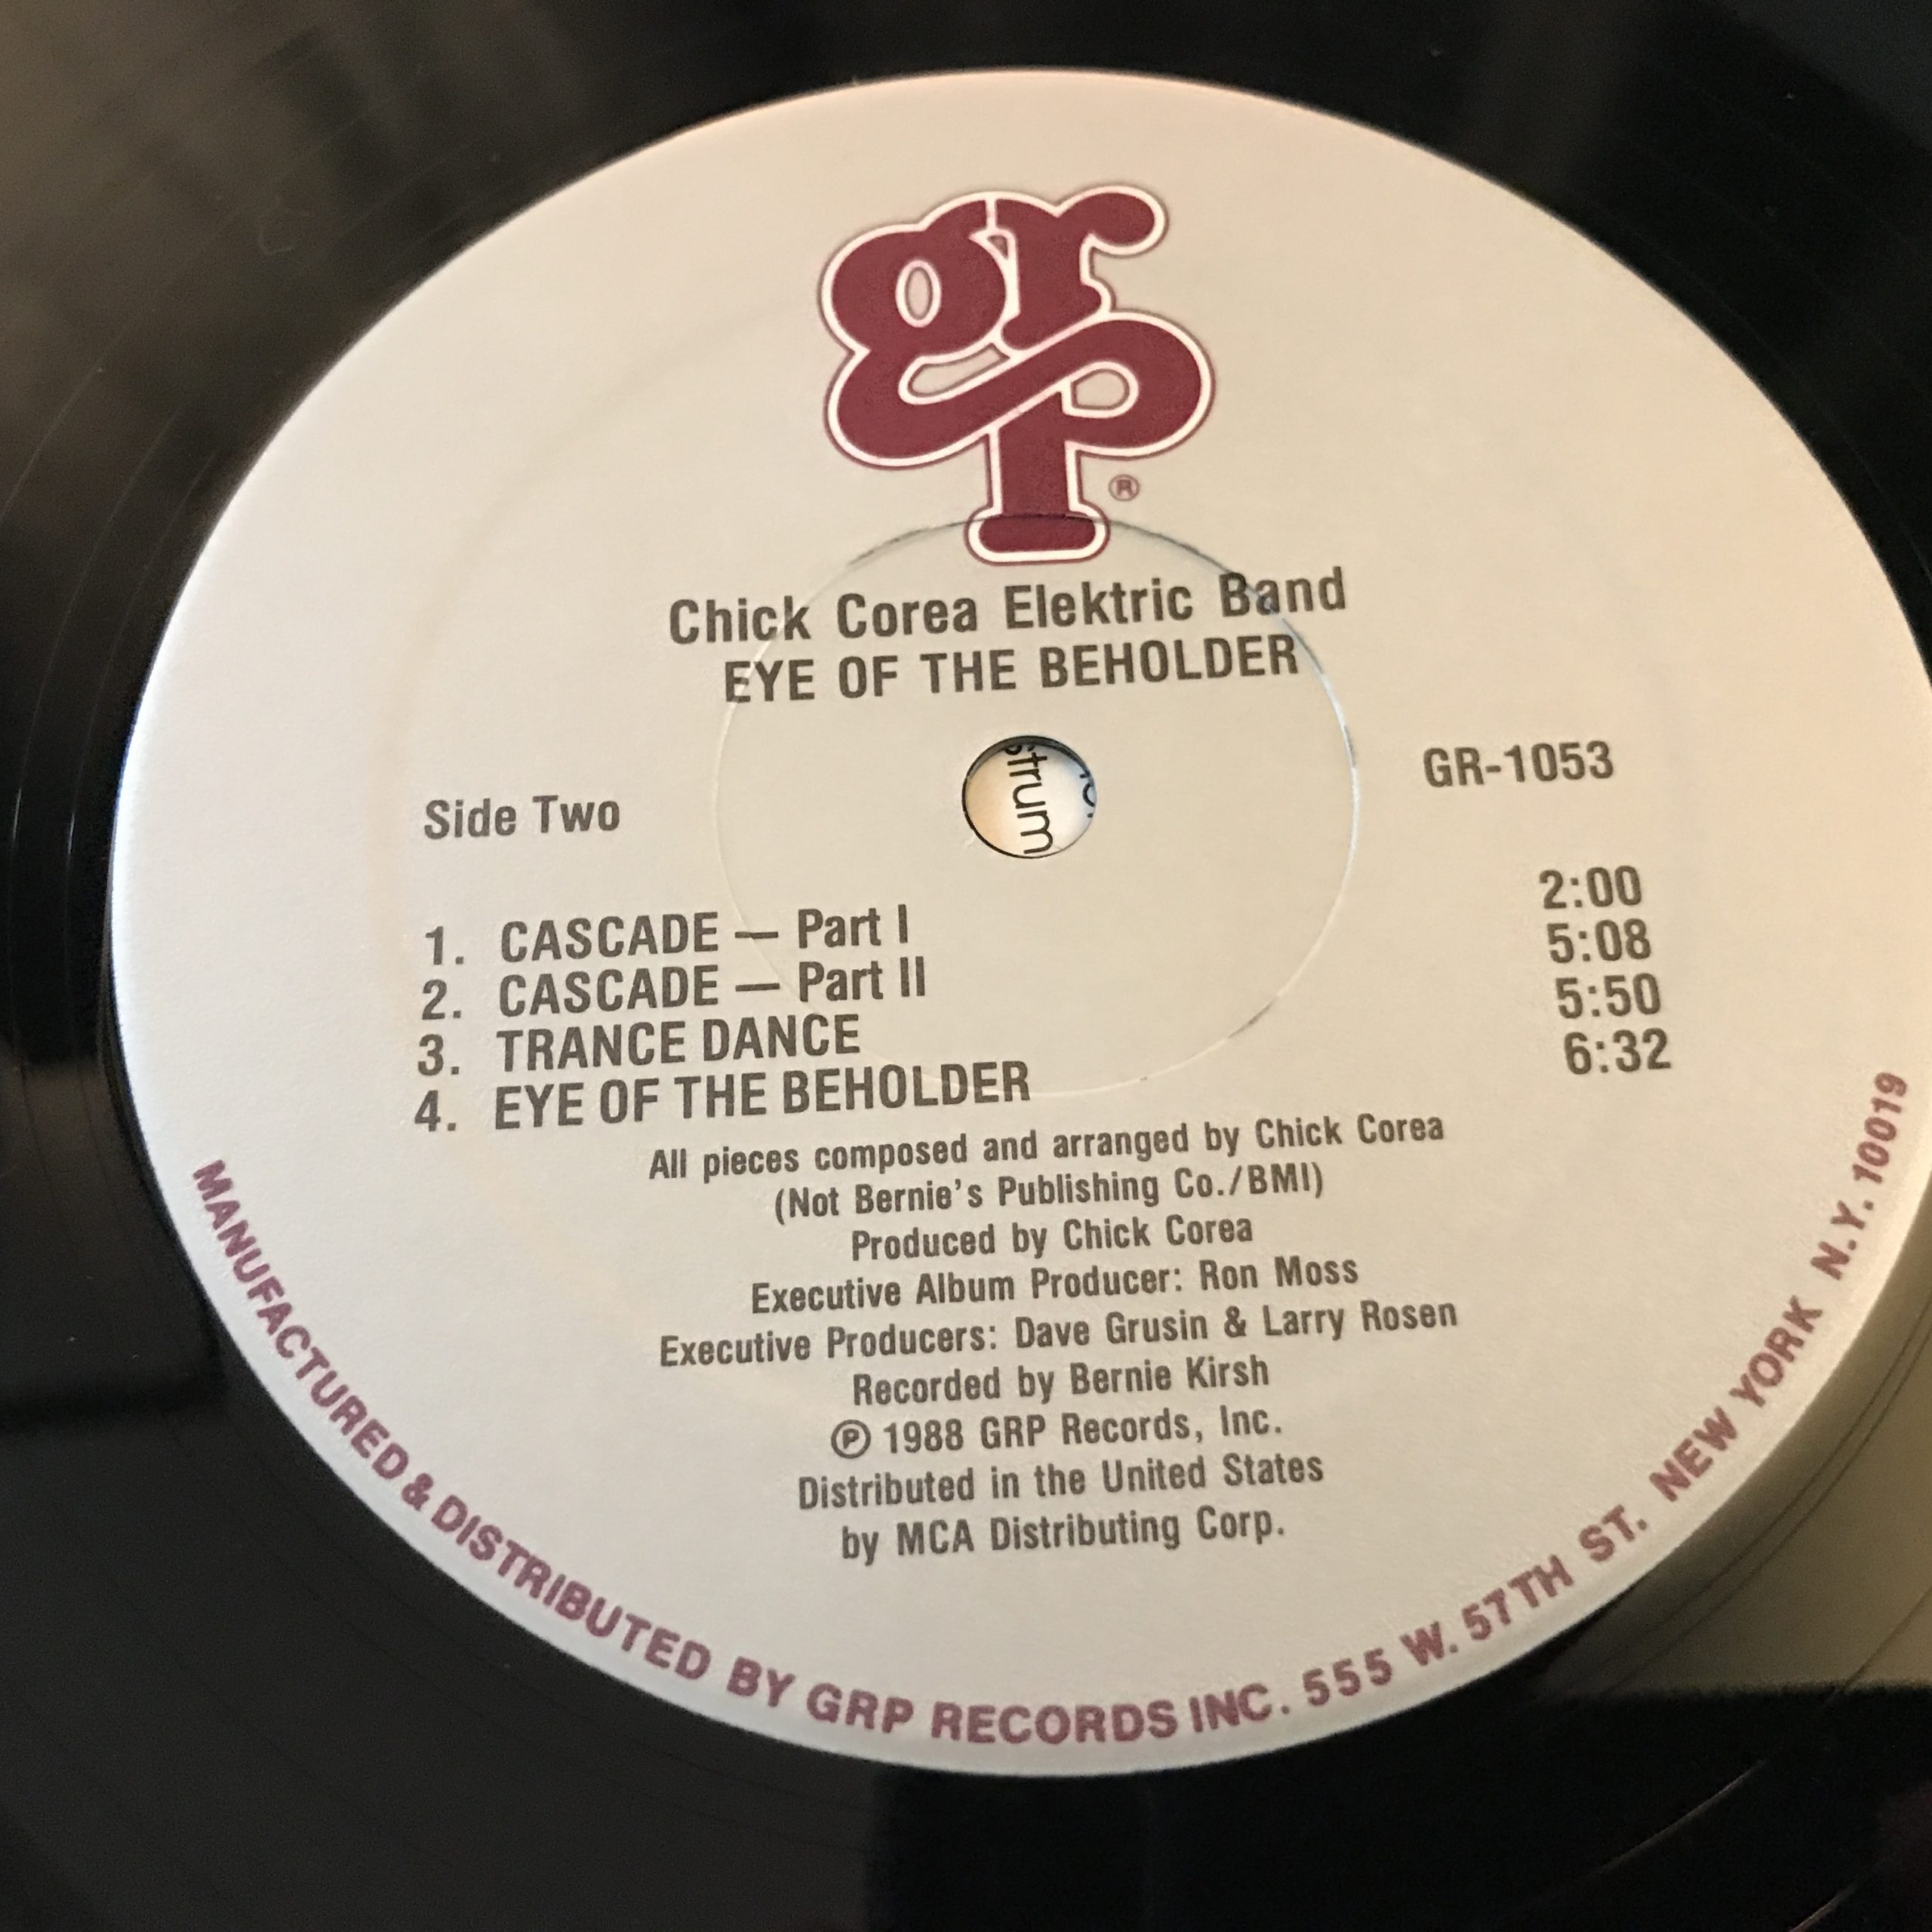 grp®
Chick Corea Elektric Band
EYE OF THE BEHOLDER
Side Two
GR-1053
strum
1. CASCADE — Part I 2:00
2. CASCADE — Part II 5:08
3. TRANCE DANCE 5:50
4. EYE OF THE BEHOLDER 6:32
All pieces composed and arranged by Chick Corea
(Not Bernie's Publishing Co./BMI)
Produced by Chick Corea
Executive Album Producer: Ron Moss
Executive Producers: Dave Grusin & Larry Rosen
Recorded by Bernie Kirsh
℗ 1988 GRP Records, Inc.
Distributed in the United States
by MCA Distributing Corp.
MANUFACTURED & DISTRIBUTED BY GRP RECORDS INC. 555 W. 57TH ST. NEW YORK N.Y. 10019